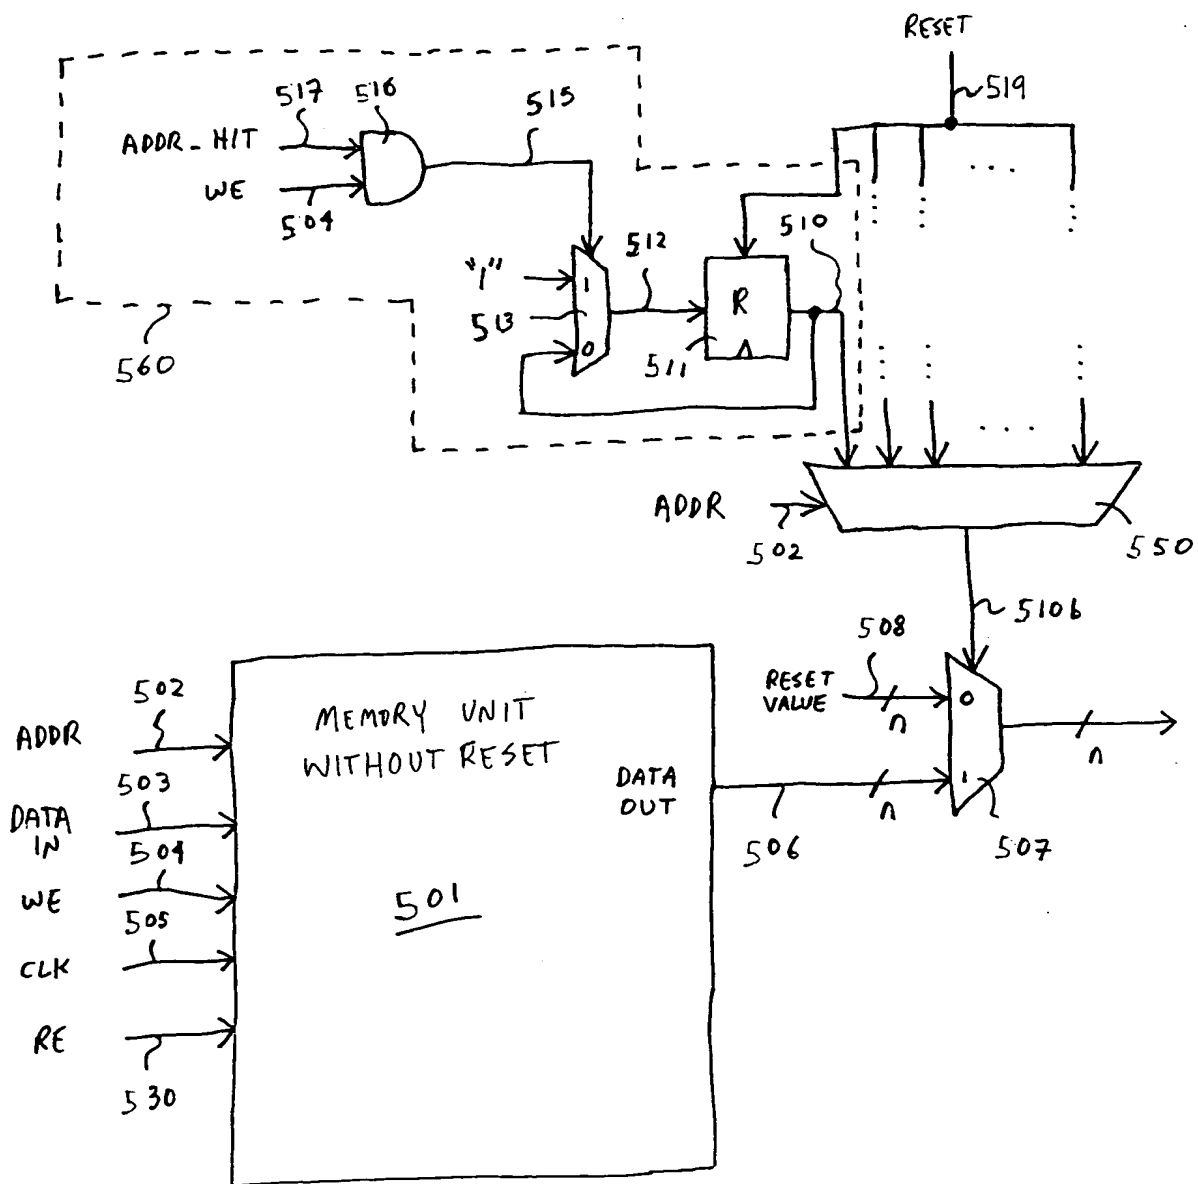 RESET
519
517 516 515
ADDR_HIT
WE
504
510
512
"1"
1
513
0
R
511
560
ADDR
502
550
510b
508
RESET
VALUE
n
0
n
1
n
507
506
502
ADDR
503
DATA
IN
504
WE
505
CLK
RE
530
MEMORY UNIT
WITHOUT RESET
DATA
OUT
501